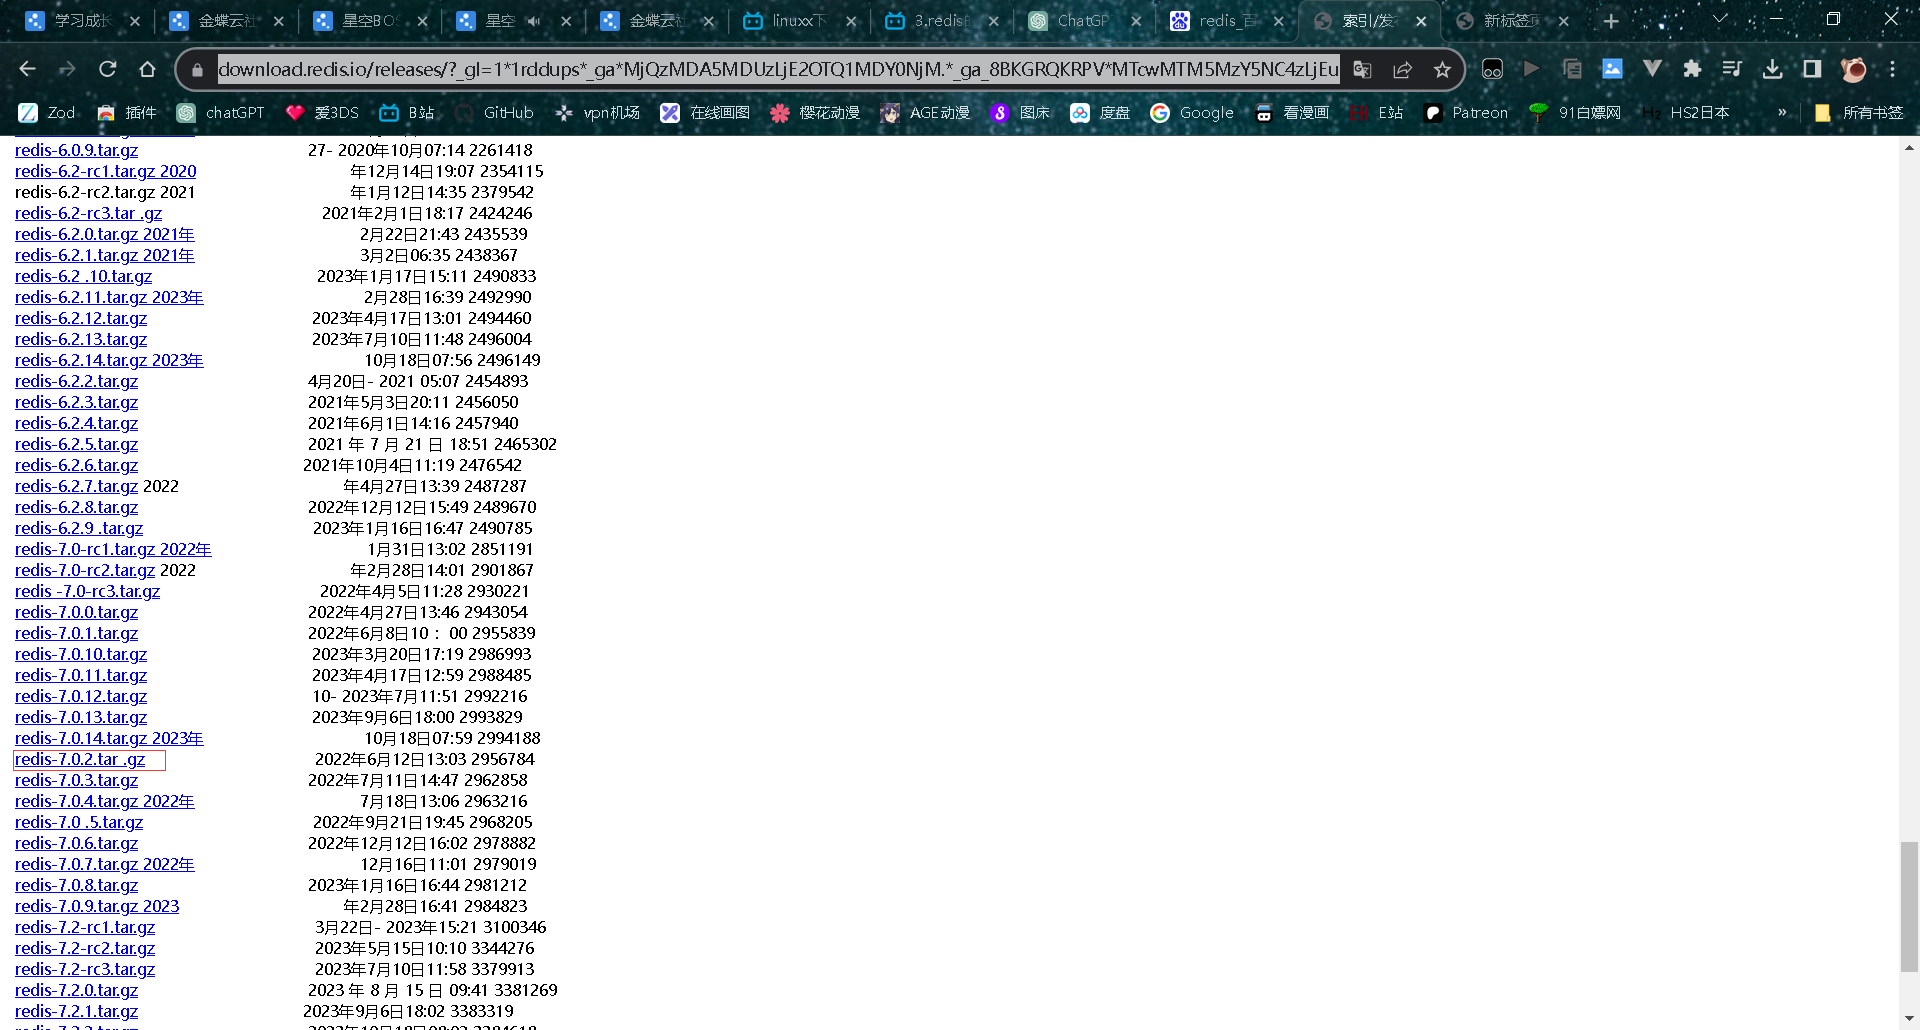 学习成长 金蝶云社 星空BOS 星空 金蝶云社 linuxx下 3.redis ChatGP redis_百 索引/发 新标签页
download.redis.io/releases/?_gl=1*1rddups*_ga*MjQzMDA5MDUzLjE2OTQ1MDY0NjM.*_ga_8BKGRQKRPV*MTcwMTM5MzY5NC4zLjEu
Zod 插件 chatGPT 爱3DS B站 GitHub vpn机场 在线画图 樱花动漫 AGE动漫 图床 度盘 Google 看漫画 E站 Patreon 91白嫖网 HS2日本 » 所有书签
redis-6.0.9.tar.gz 27- 2020年10月07:14 2261418
redis-6.2-rc1.tar.gz 2020 年12月14日19:07 2354115
redis-6.2-rc2.tar.gz 2021 年1月12日14:35 2379542
redis-6.2-rc3.tar .gz 2021年2月1日18:17 2424246
redis-6.2.0.tar.gz 2021年 2月22日21:43 2435539
redis-6.2.1.tar.gz 2021年 3月2日06:35 2438367
redis-6.2 .10.tar.gz 2023年1月17日15:11 2490833
redis-6.2.11.tar.gz 2023年 2月28日16:39 2492990
redis-6.2.12.tar.gz 2023年4月17日13:01 2494460
redis-6.2.13.tar.gz 2023年7月10日11:48 2496004
redis-6.2.14.tar.gz 2023年 10月18日07:56 2496149
redis-6.2.2.tar.gz 4月20日- 2021 05:07 2454893
redis-6.2.3.tar.gz 2021年5月3日20:11 2456050
redis-6.2.4.tar.gz 2021年6月1日14:16 2457940
redis-6.2.5.tar.gz 2021 年 7 月 21 日 18:51 2465302
redis-6.2.6.tar.gz 2021年10月4日11:19 2476542
redis-6.2.7.tar.gz 2022 年4月27日13:39 2487287
redis-6.2.8.tar.gz 2022年12月12日15:49 2489670
redis-6.2.9 .tar.gz 2023年1月16日16:47 2490785
redis-7.0-rc1.tar.gz 2022年 1月31日13:02 2851191
redis-7.0-rc2.tar.gz 2022 年2月28日14:01 2901867
redis -7.0-rc3.tar.gz 2022年4月5日11:28 2930221
redis-7.0.0.tar.gz 2022年4月27日13:46 2943054
redis-7.0.1.tar.gz 2022年6月8日10：00 2955839
redis-7.0.10.tar.gz 2023年3月20日17:19 2986993
redis-7.0.11.tar.gz 2023年4月17日12:59 2988485
redis-7.0.12.tar.gz 10- 2023年7月11:51 2992216
redis-7.0.13.tar.gz 2023年9月6日18:00 2993829
redis-7.0.14.tar.gz 2023年 10月18日07:59 2994188
redis-7.0.2.tar .gz 2022年6月12日13:03 2956784
redis-7.0.3.tar.gz 2022年7月11日14:47 2962858
redis-7.0.4.tar.gz 2022年 7月18日13:06 2963216
redis-7.0 .5.tar.gz 2022年9月21日19:45 2968205
redis-7.0.6.tar.gz 2022年12月12日16:02 2978882
redis-7.0.7.tar.gz 2022年 12月16日11:01 2979019
redis-7.0.8.tar.gz 2023年1月16日16:44 2981212
redis-7.0.9.tar.gz 2023 年2月28日16:41 2984823
redis-7.2-rc1.tar.gz 3月22日- 2023年15:21 3100346
redis-7.2-rc2.tar.gz 2023年5月15日10:10 3344276
redis-7.2-rc3.tar.gz 2023年7月10日11:58 3379913
redis-7.2.0.tar.gz 2023 年 8 月 15 日 09:41 3381269
redis-7.2.1.tar.gz 2023年9月6日18:02 3383319